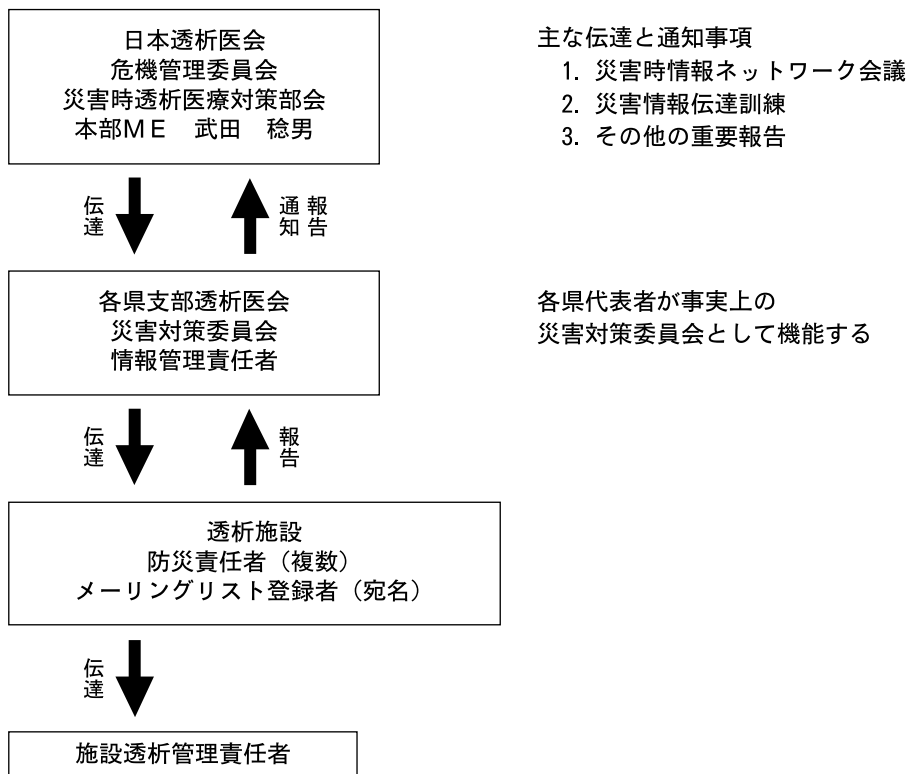 日本透析医会
危機管理委員会
災害時透析医療対策部会
本部ＭＥ　武田　稔男
主な伝達と通知事項
1. 災害時情報ネットワーク会議
2. 災害情報伝達訓練
3. その他の重要報告
伝達
通知
報告
各県支部透析医会
災害対策委員会
情報管理責任者
各県代表者が事実上の
災害対策委員会として機能する
伝達
報告
透析施設
防災責任者（複数）
メーリングリスト登録者（宛名）
伝達
施設透析管理責任者